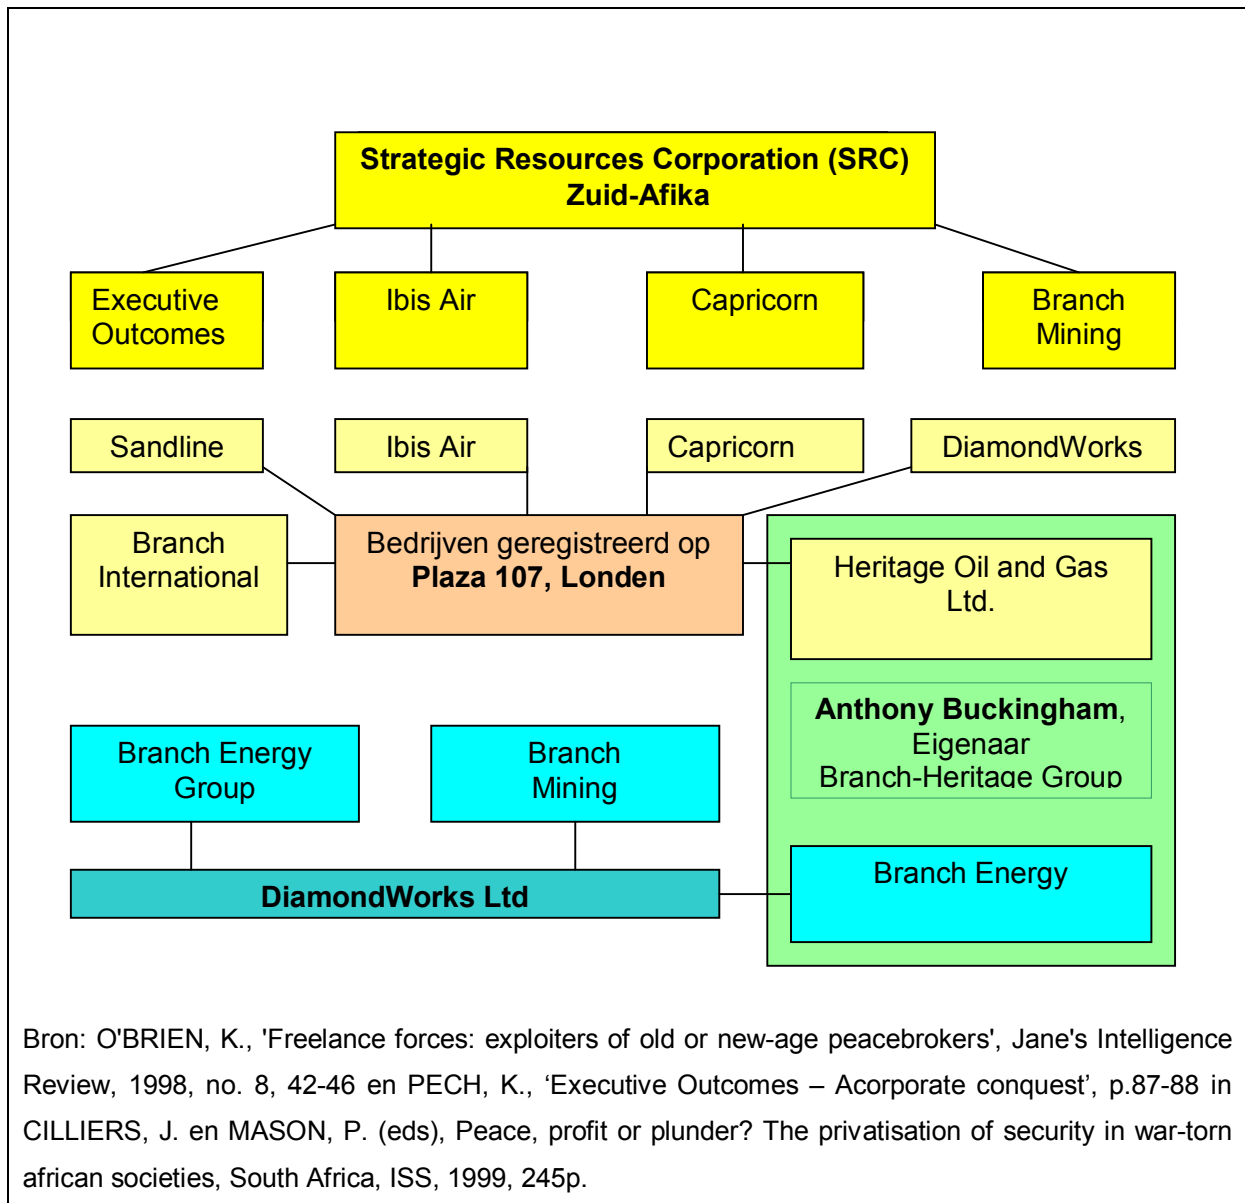 Strategic Resources Corporation (SRC)
Zuid-Afika
Executive
Outcomes
Ibis Air
Capricorn
Branch
Mining
Sandline
Ibis Air
Capricorn
DiamondWorks
Branch
International
Bedrijven geregistreerd op
Plaza 107, Londen
Heritage Oil and Gas
Ltd.
Anthony Buckingham,
Eigenaar
Branch-Heritage Group
Branch Energy
Group
Branch
Mining
DiamondWorks Ltd
Branch Energy
Bron: O'BRIEN, K., 'Freelance forces: exploiters of old or new-age peacebrokers', Jane's Intelligence
Review, 1998, no. 8, 42-46 en PECH, K., ‘Executive Outcomes – Acorporate conquest’, p.87-88 in
CILLIERS, J. en MASON, P. (eds), Peace, profit or plunder? The privatisation of security in war-torn
african societies, South Africa, ISS, 1999, 245p.